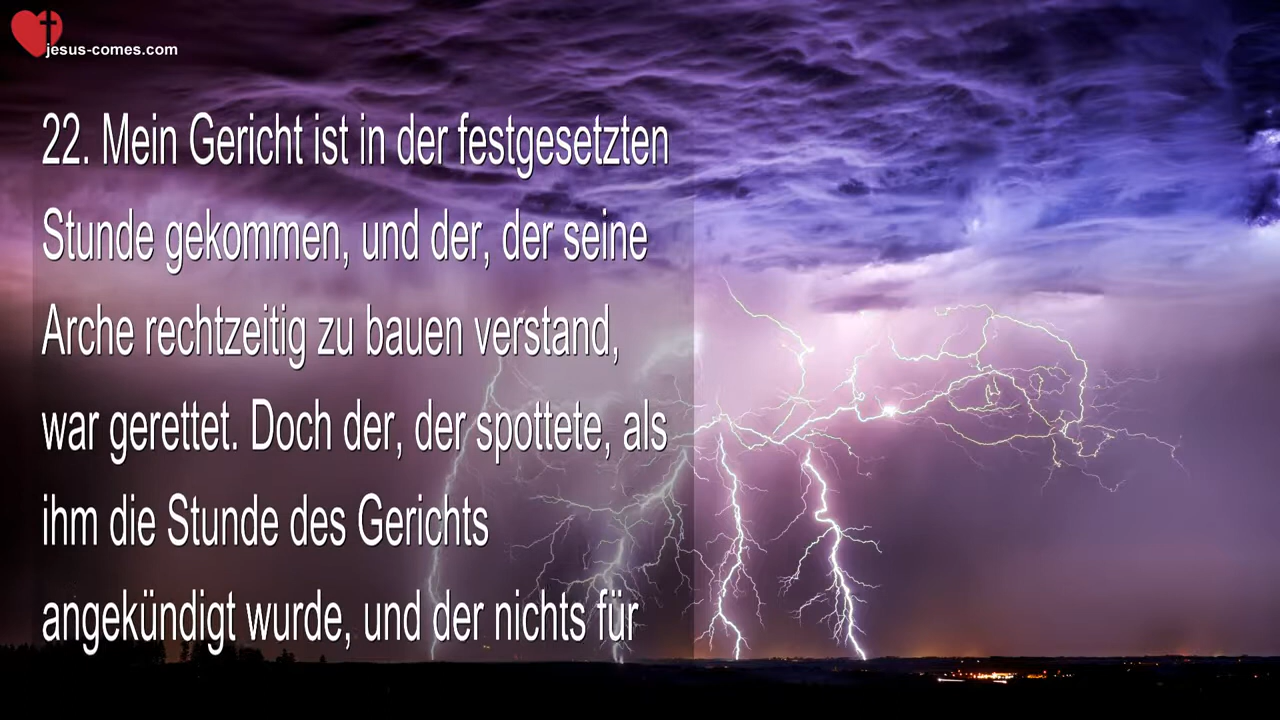 jesus-comes.com
22. Mein Gericht ist in der festgesetzten
Stunde gekommen, und der, der seine
Arche rechtzeitig zu bauen verstand,
war gerettet. Doch der, der spottete, als
ihm die Stunde des Gerichts
angekündigt wurde, und der nichts für